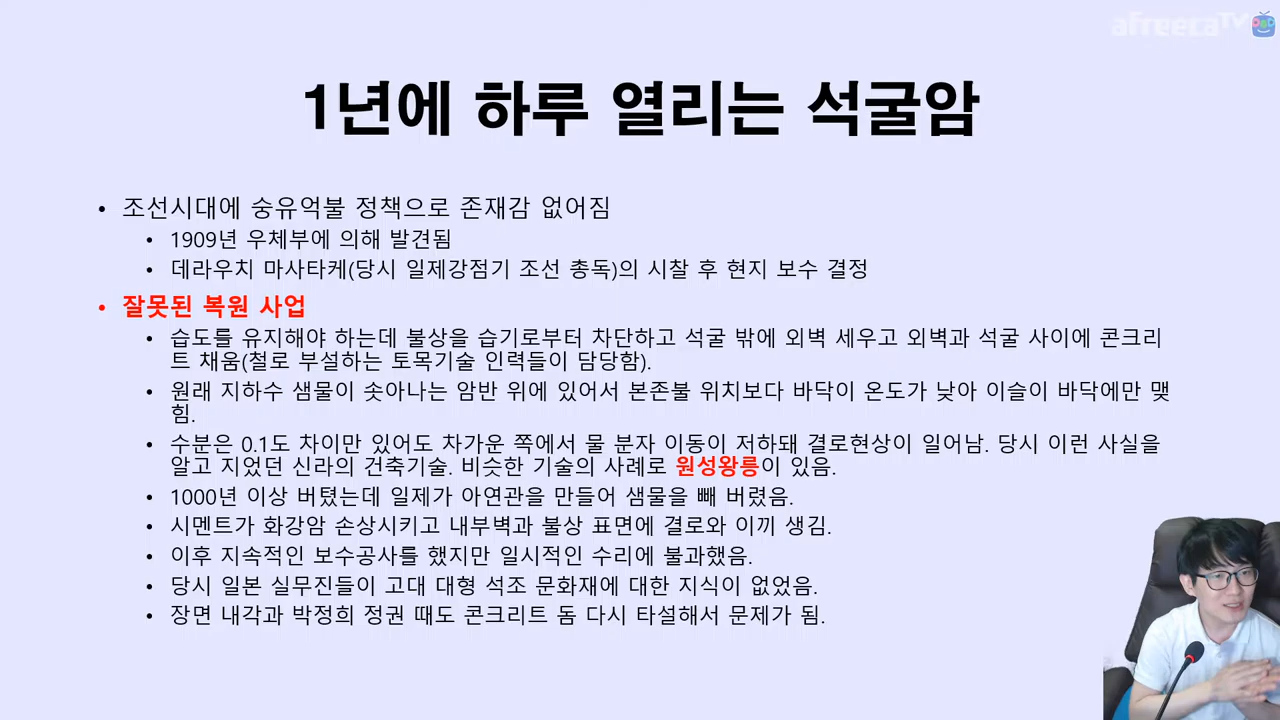 afreecaTV
1년에 하루 열리는 석굴암
• 조선시대에 숭유억불 정책으로 존재감 없어짐
• 1909년 우체부에 의해 발견됨
• 데라우치 마사타케(당시 일제강점기 조선 총독)의 시찰 후 현지 보수 결정
• 잘못된 복원 사업
• 습도를 유지해야 하는데 불상을 습기로부터 차단하고 석굴 밖에 외벽 세우고 외벽과 석굴 사이에 콘크리
트 채움(철로 부설하는 토목기술 인력들이 담당함).
• 원래 지하수 샘물이 솟아나는 암반 위에 있어서 본존불 위치보다 바닥이 온도가 낮아 이슬이 바닥에만 맺
힘.
• 수분은 0.1도 차이만 있어도 차가운 쪽에서 물 분자 이동이 저하돼 결로현상이 일어남. 당시 이런 사실을
알고 지었던 신라의 건축기술. 비슷한 기술의 사례로 원성왕릉이 있음.
• 1000년 이상 버텼는데 일제가 아연관을 만들어 샘물을 빼 버렸음.
• 시멘트가 화강암 손상시키고 내부벽과 불상 표면에 결로와 이끼 생김.
• 이후 지속적인 보수공사를 했지만 일시적인 수리에 불과했음.
• 당시 일본 실무진들이 고대 대형 석조 문화재에 대한 지식이 없었음.
• 장면 내각과 박정희 정권 때도 콘크리트 돔 다시 타설해서 문제가 됨.